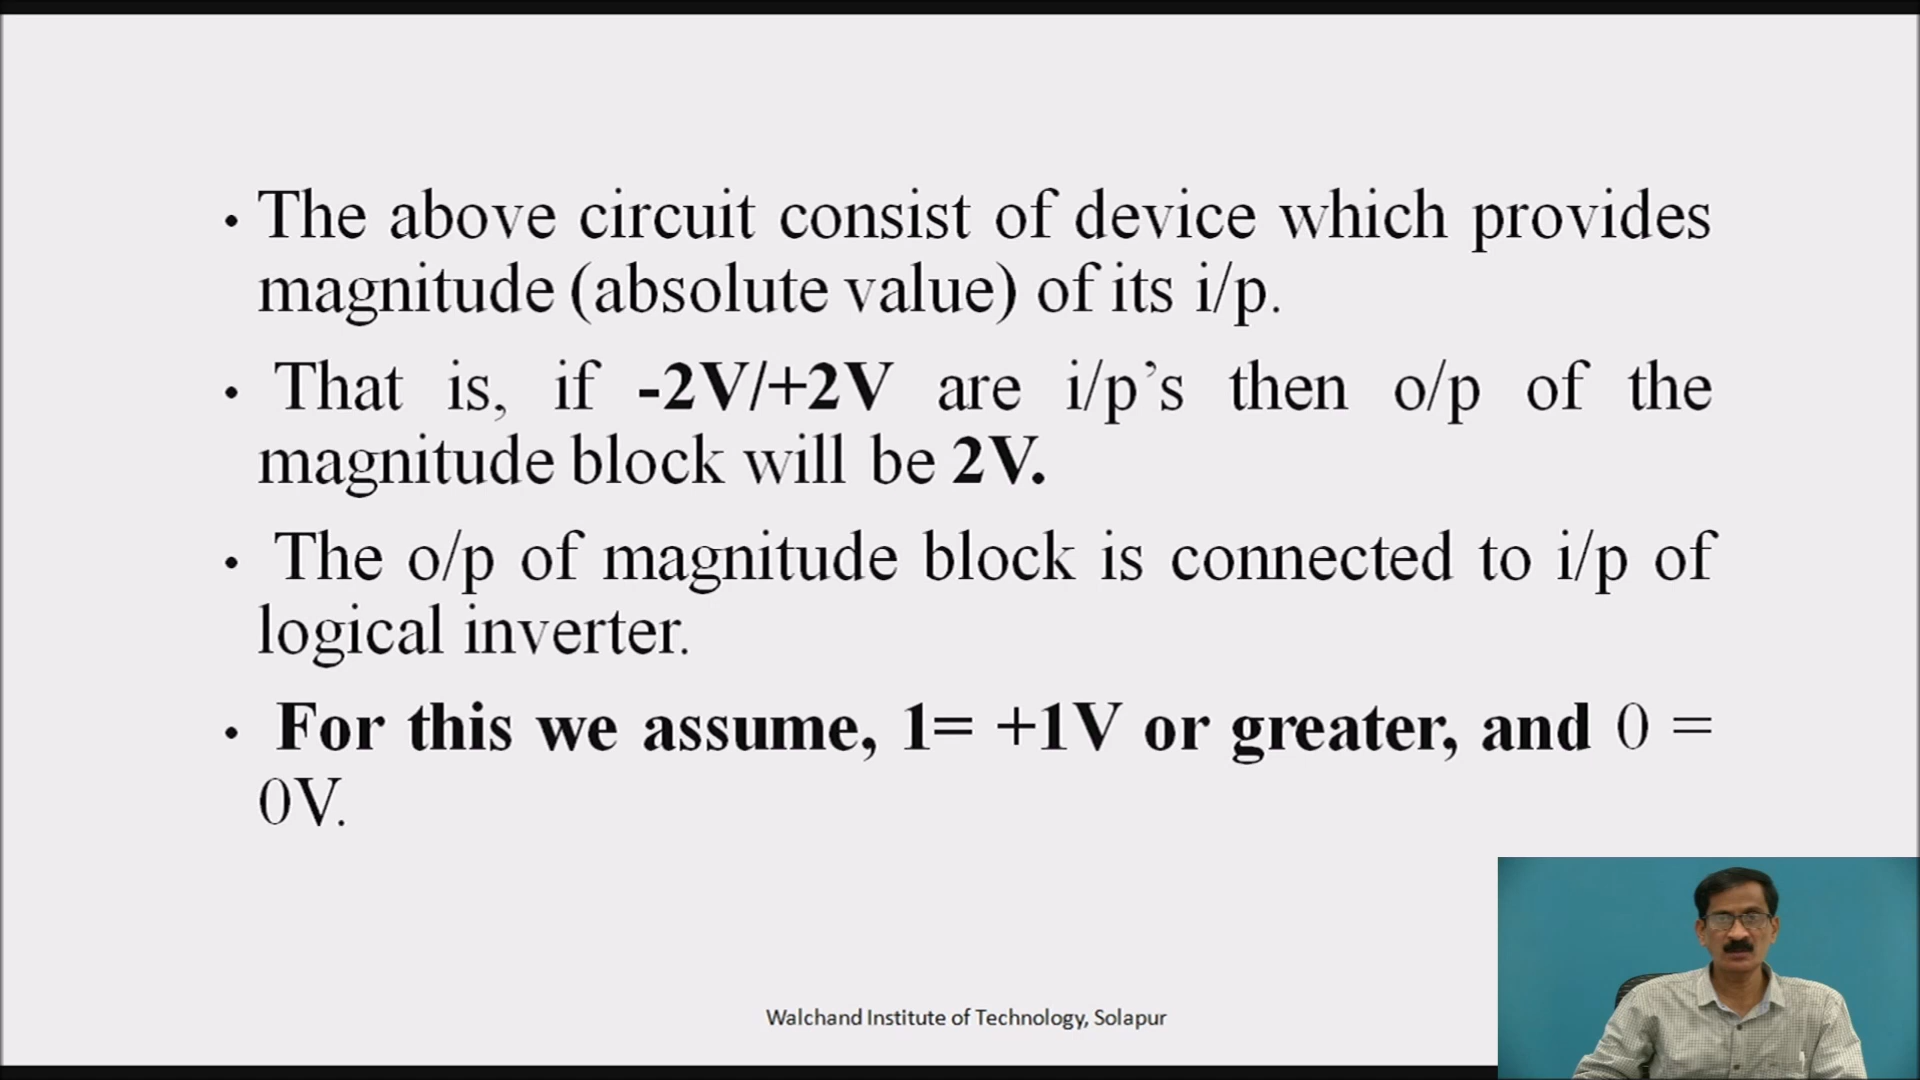 • The above circuit consist of device which provides
magnitude (absolute value) of its i/p.
• That is, if -2V/+2V are i/p’s then o/p of the
magnitude block will be 2V.
• The o/p of magnitude block is connected to i/p of
logical inverter.
• For this we assume, 1= +1V or greater, and 0 =
0V.
Walchand Institute of Technology, Solapur